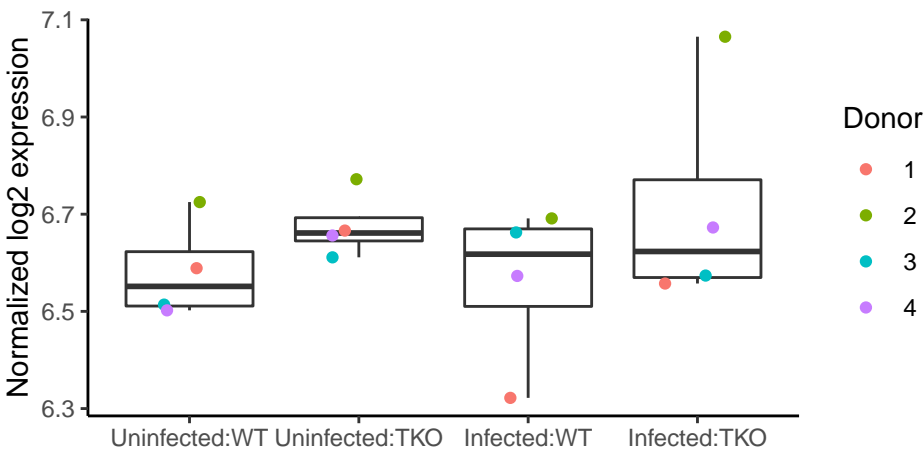 Normalized log2 expression
7.1
6.9
6.7
6.5
6.3
Uninfected:WT
Uninfected:TKO
Infected:WT
Infected:TKO
Donor
1
2
3
4